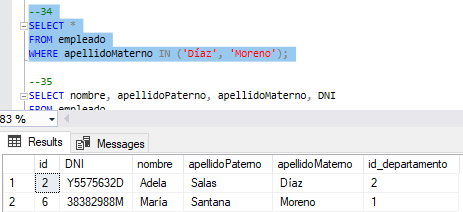 --34
SELECT *
FROM empleado
WHERE apellidoMaterno IN ('Díaz', 'Moreno');
--35
SELECT nombre, apellidoPaterno, apellidoMaterno, DNI
FROM empleado
83 %
Results Messages
id DNI nombre apellidoPaterno apellidoMaterno id_departamento
1 2 Y5575632D Adela Salas Díaz 2
2 6 38382988M María Santana Moreno 1